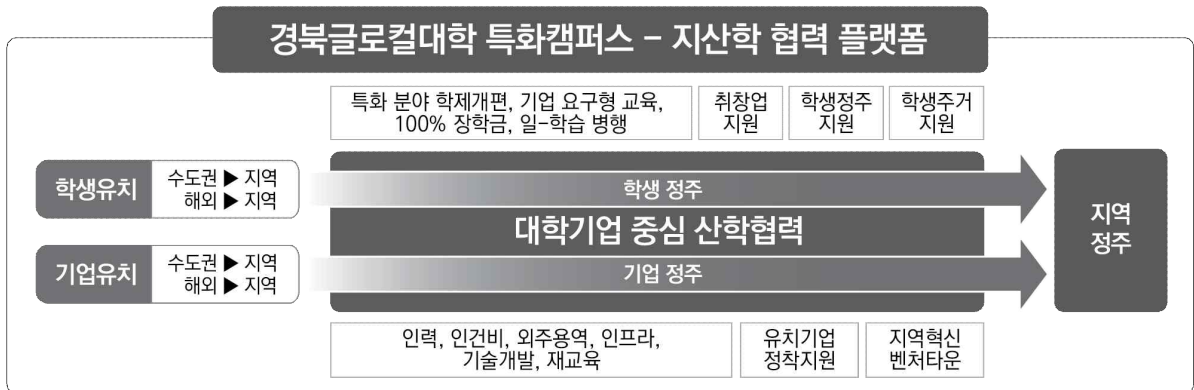 경북글로컬대학 특화캠퍼스 – 지산학 협력 플랫폼
특화 분야 학제개편, 기업 요구형 교육,
100% 장학금, 일-학습 병행
취창업
지원
학생정주
지원
학생주거
지원
학생유치
수도권 ▶ 지역
해외 ▶ 지역
학생 정주
대학기업 중심 산학협력
기업유치
수도권 ▶ 지역
해외 ▶ 지역
기업 정주
지역
정주
인력, 인건비, 외주용역, 인프라,
기술개발, 재교육
유치기업
정착지원
지역혁신
벤처타운